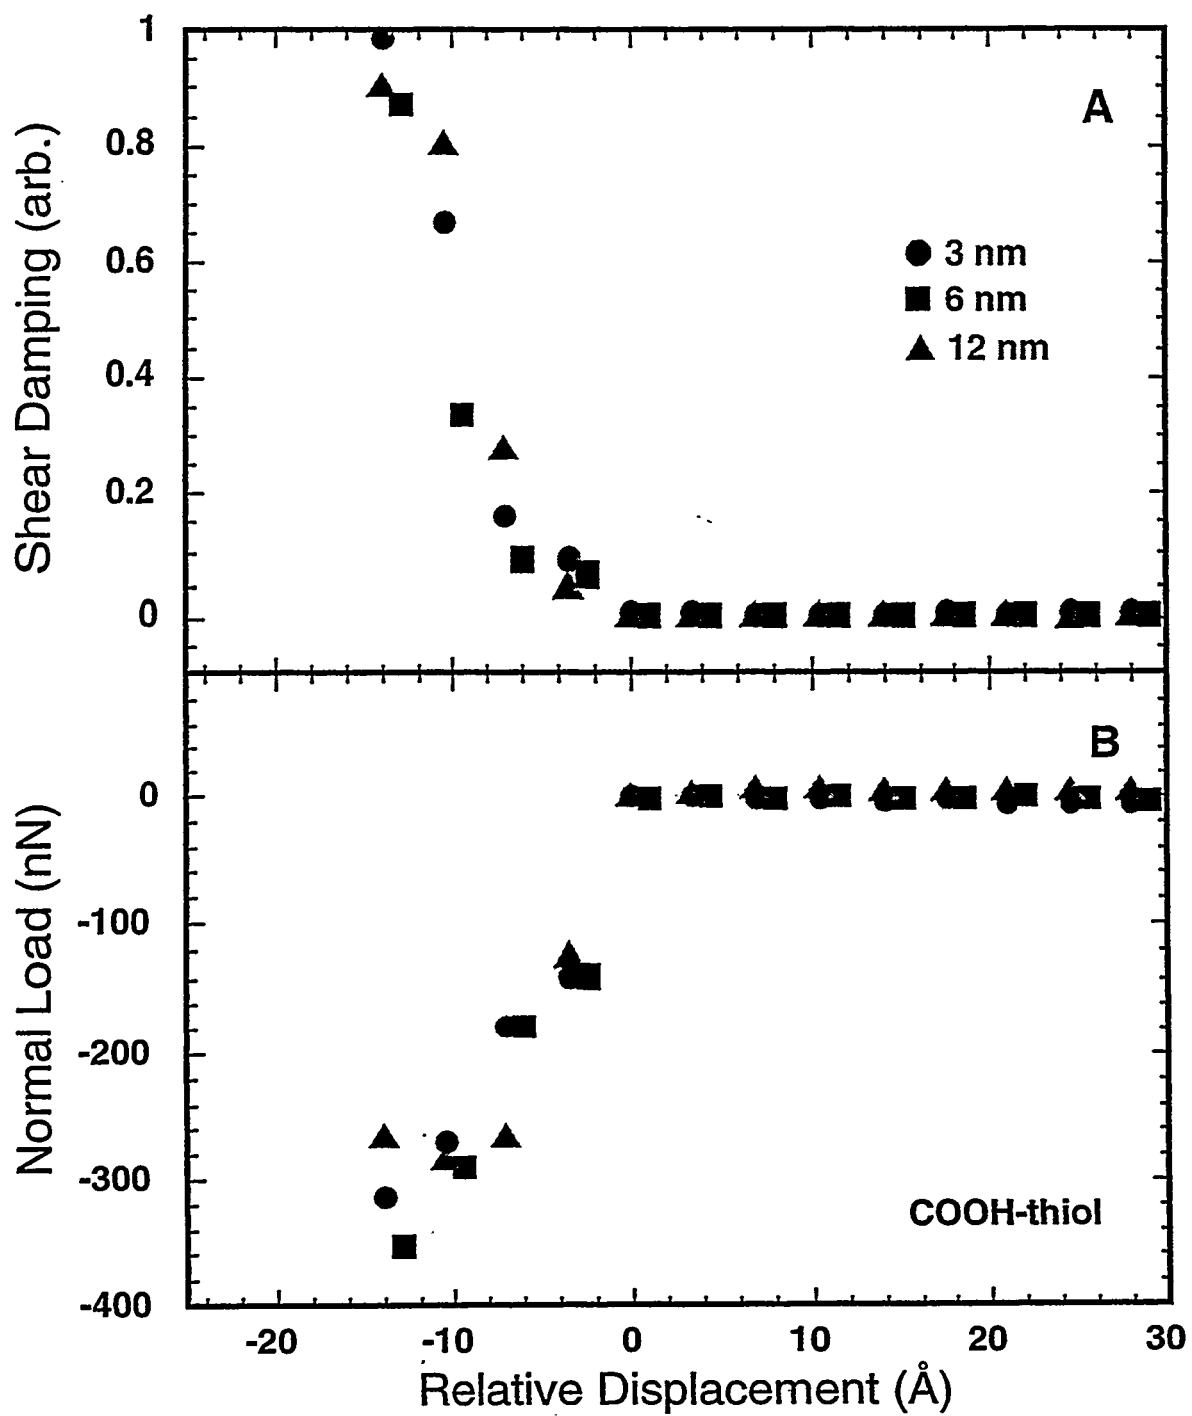 1
0.8
0.6
0.4
0.2
0
Shear Damping (arb.)
A
3 nm
6 nm
12 nm
0
-100
-200
-300
-400
Normal Load (nN)
B
COOH-thiol
-20 -10 0 10 20 30
Relative Displacement (Å)